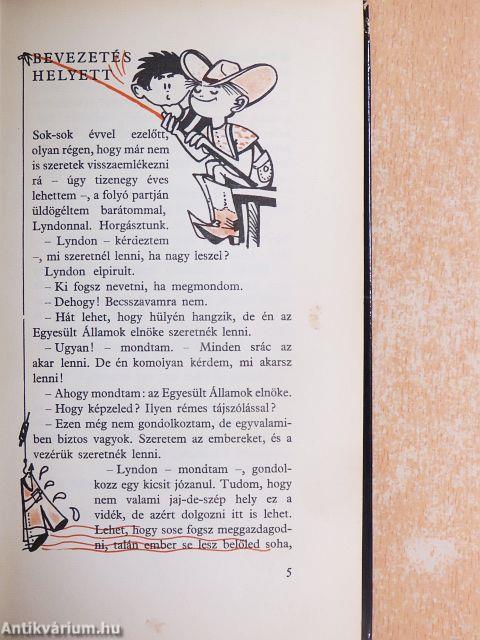 BEVEZETÉS
HELYETT
Sok-sok évvel ezelőtt,
olyan régen, hogy már nem
is szeretek visszaemlékezni
rá – úgy tizenegy éves
lehettem –, a folyó partján
üldögéltem barátommal,
Lyndonnal. Horgásztunk.
– Lyndon – kérdeztem
–, mi szeretnél lenni, ha nagy leszel?
Lyndon elpirult.
– Ki fogsz nevetni, ha megmondom.
– Dehogy! Becsszavamra nem.
– Hát lehet, hogy hülyén hangzik, de én az
Egyesült Államok elnöke szeretnék lenni.
– Ugyan! – mondtam. – Minden srác az
akar lenni. De én komolyan kérdem, mi akarsz
lenni!
– Ahogy mondtam: az Egyesült Államok elnöke.
– Hogy képzeled? Ilyen rémes tájszólással?
– Ezen még nem gondolkoztam, de egyvalami-
ben biztos vagyok. Szeretem az embereket, és a
vezérük szeretnék lenni.
– Lyndon – mondtam –, gondol-
kozz egy kicsit józanul. Tudom, hogy
nem valami jaj-de-szép hely ez a
vidék, de azért dolgozni itt is lehet.
Lehet, hogy sose fogsz meggazdagod-
ni, talán ember se lesz belőled soha,
5
Antikvárium.hu